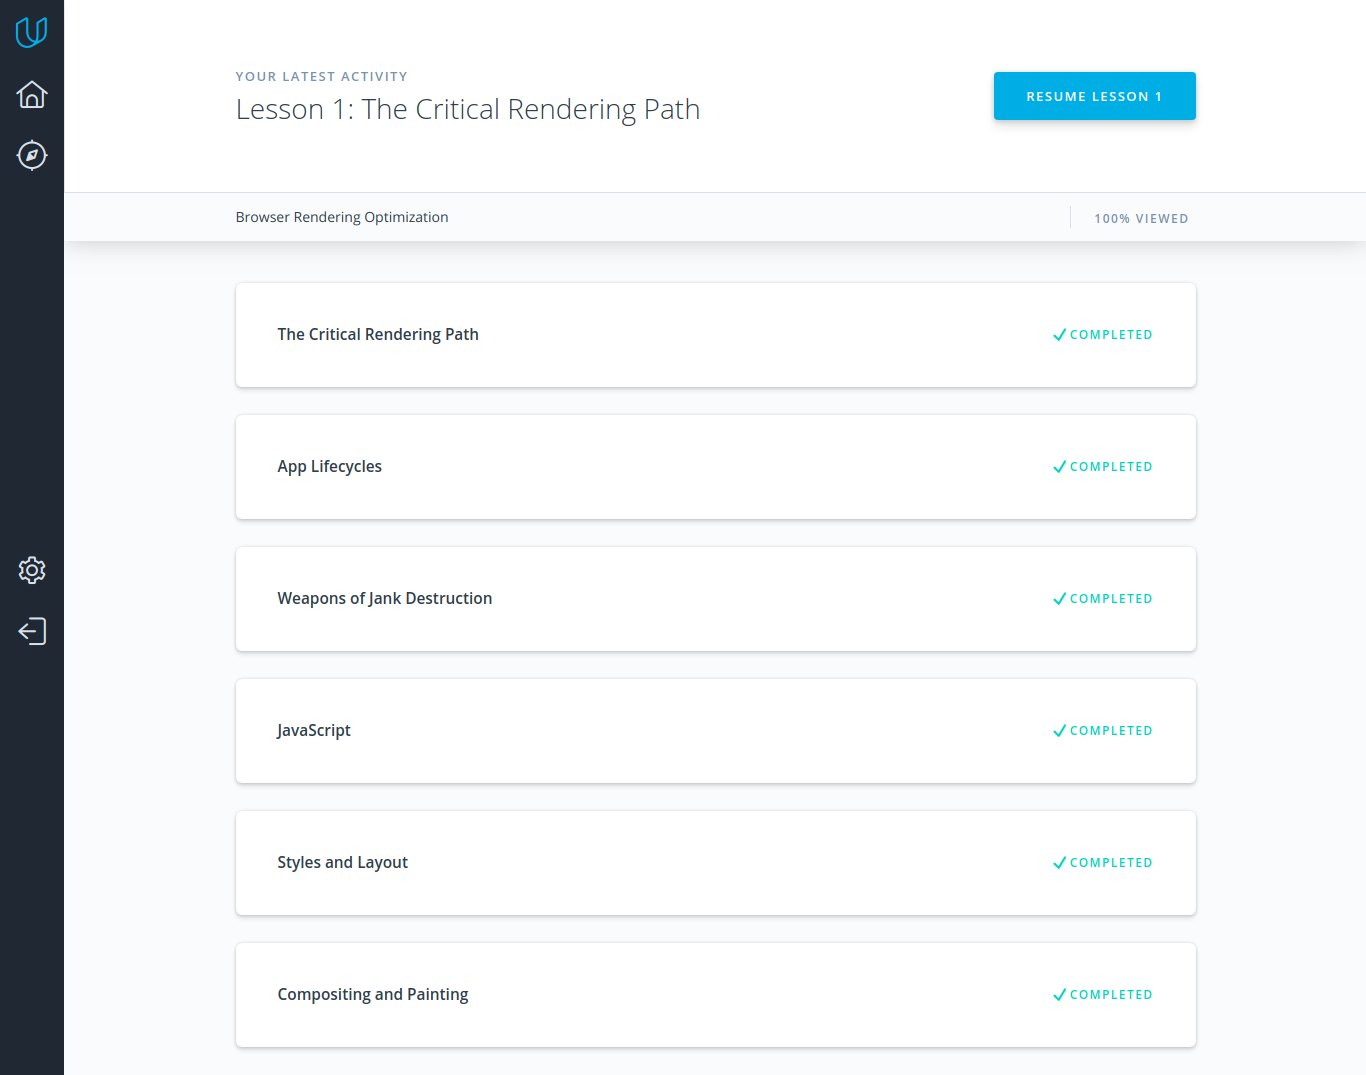 YOUR LATEST ACTIVITY
Lesson 1: The Critical Rendering Path
RESUME LESSON 1
Browser Rendering Optimization
100% VIEWED
The Critical Rendering Path
COMPLETED
App Lifecycles
COMPLETED
Weapons of Jank Destruction
COMPLETED
JavaScript
COMPLETED
Styles and Layout
COMPLETED
Compositing and Painting
COMPLETED